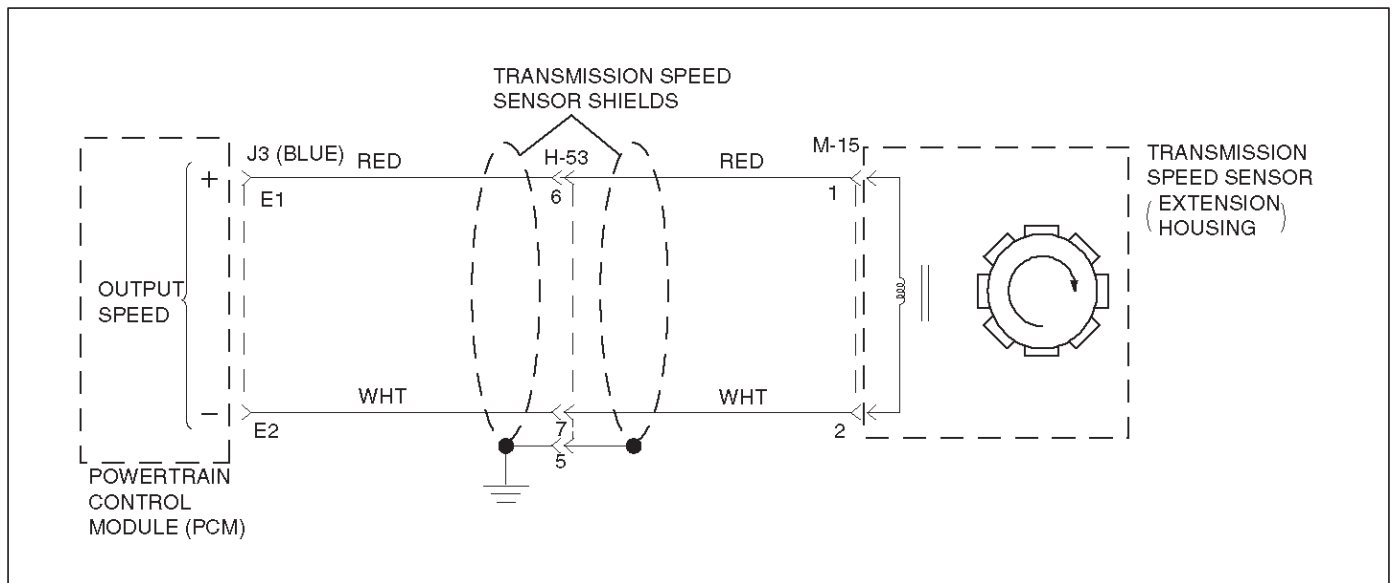 TRANSMISSION SPEED
SENSOR SHIELDS
J3 (BLUE)
RED
H-53
RED
M-15
TRANSMISSION
SPEED SENSOR
(EXTENSION
HOUSING)
+
E1
6
1
OUTPUT
SPEED
WHT
WHT
−
E2
7
2
5
POWERTRAIN
CONTROL
MODULE (PCM)